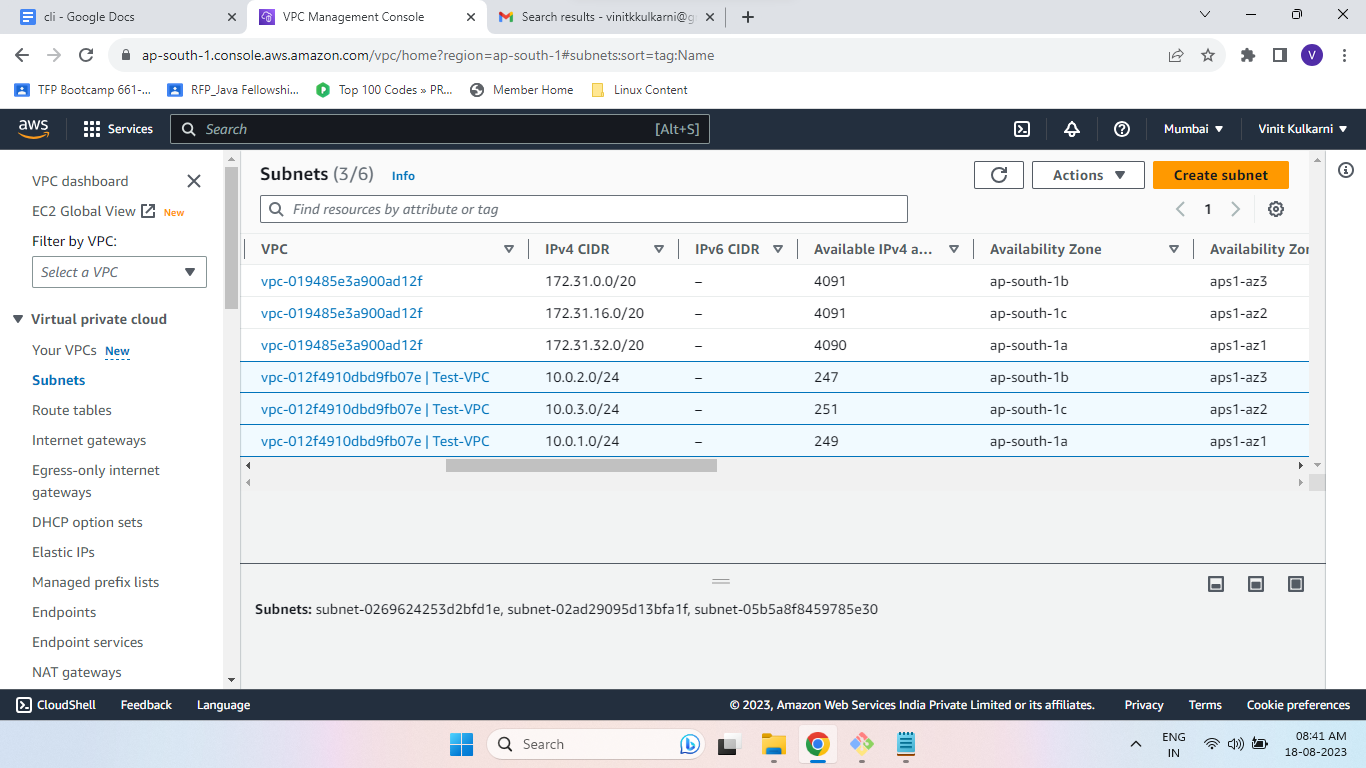 cli - Google Docs
VPC Management Console
Search results - vinitkkulkarni@g
ap-south-1.console.aws.amazon.com/vpc/home?region=ap-south-1#subnets:sort=tag:Name
V
TFP Bootcamp 661-...
RFP_Java Fellowshi...
Top 100 Codes » PR...
Member Home
Linux Content
aws
Services
Search
[Alt+S]
Mumbai
Vinit Kulkarni
VPC dashboard
EC2 Global View New
Filter by VPC:
Select a VPC
Virtual private cloud
Your VPCs New
Subnets
Route tables
Internet gateways
Egress-only internet
gateways
DHCP option sets
Elastic IPs
Managed prefix lists
Endpoints
Endpoint services
NAT gateways
Subnets (3/6) Info
Actions
Create subnet
Find resources by attribute or tag
1
VPC IPv4 CIDR IPv6 CIDR Available IPv4 a... Availability Zone Availability Zon
vpc-019485e3a900ad12f 172.31.0.0/20 – 4091 ap-south-1b aps1-az3
vpc-019485e3a900ad12f 172.31.16.0/20 – 4091 ap-south-1c aps1-az2
vpc-019485e3a900ad12f 172.31.32.0/20 – 4090 ap-south-1a aps1-az1
vpc-012f4910dbd9fb07e | Test-VPC 10.0.2.0/24 – 247 ap-south-1b aps1-az3
vpc-012f4910dbd9fb07e | Test-VPC 10.0.3.0/24 – 251 ap-south-1c aps1-az2
vpc-012f4910dbd9fb07e | Test-VPC 10.0.1.0/24 – 249 ap-south-1a aps1-az1
Subnets: subnet-0269624253d2bfd1e, subnet-02ad29095d13bfa1f, subnet-05b5a8f8459785e30
CloudShell Feedback Language
© 2023, Amazon Web Services India Private Limited or its affiliates. Privacy Terms Cookie preferences
Search
ENG
IN
08:41 AM
18-08-2023